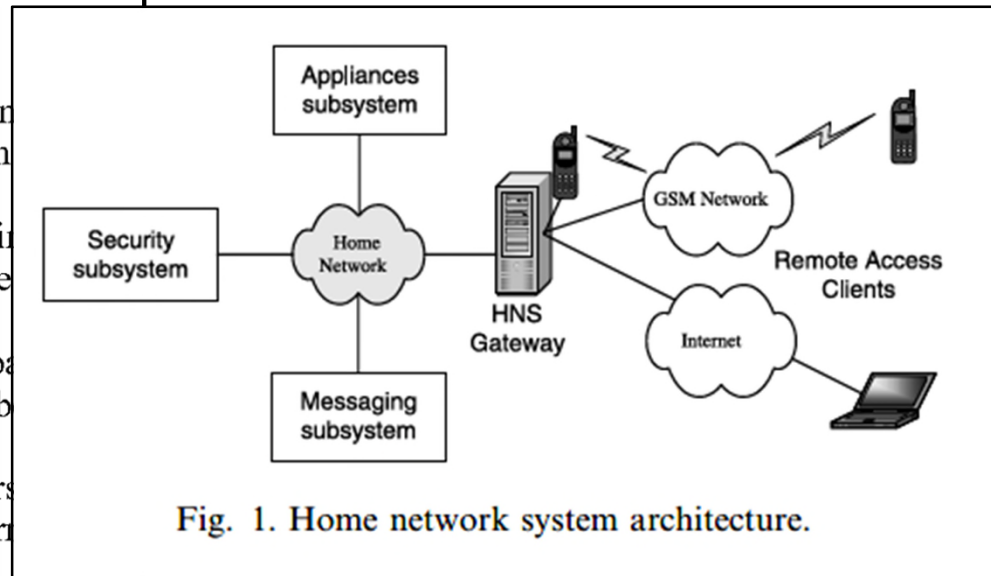 Appliances
subsystem
Security
subsystem
Home
Network
Messaging
subsystem
HNS
Gateway
GSM Network
Remote Access
Clients
Internet
Fig. 1. Home network system architecture.